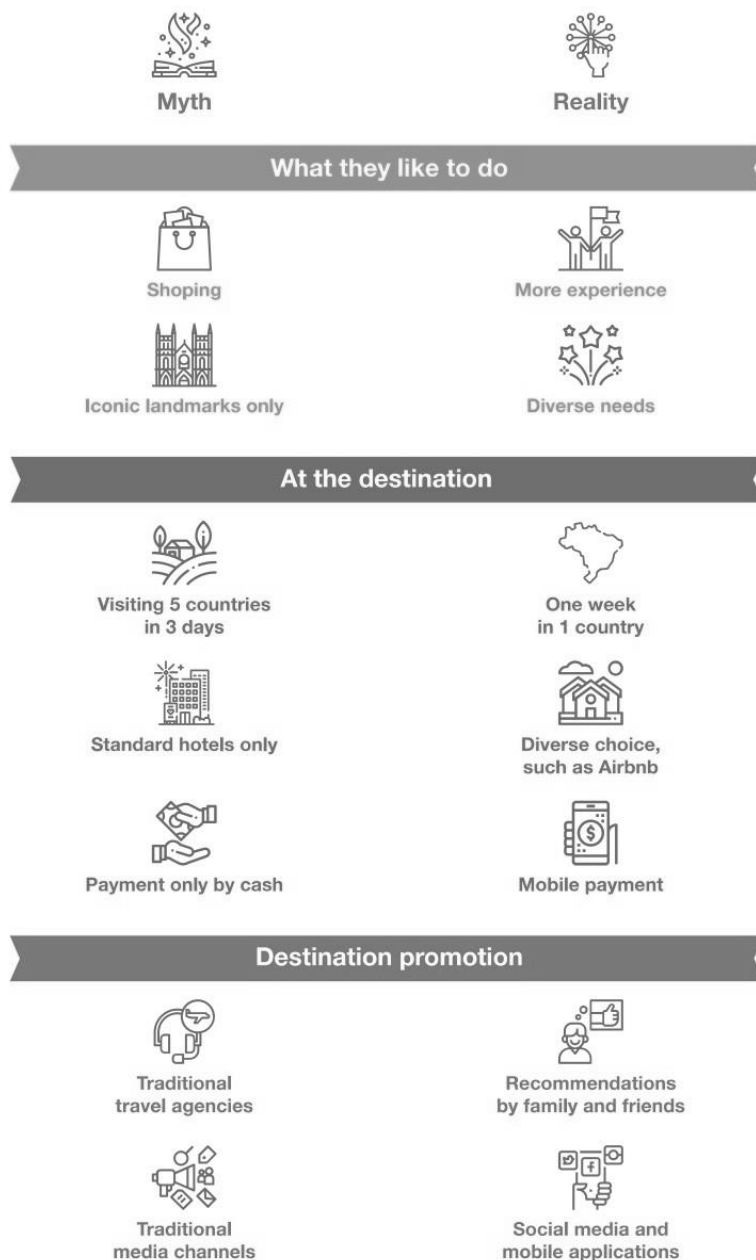 Myth
Reality
What they like to do
Shoping
More experience
Iconic landmarks only
Diverse needs
At the destination
Visiting 5 countries
in 3 days
One week
in 1 country
Standard hotels only
Diverse choice,
such as Airbnb
$
Payment only by cash
Mobile payment
Destination promotion
Traditional
travel agencies
Recommendations
by family and friends
f
Traditional
media channels
Social media and
mobile applications